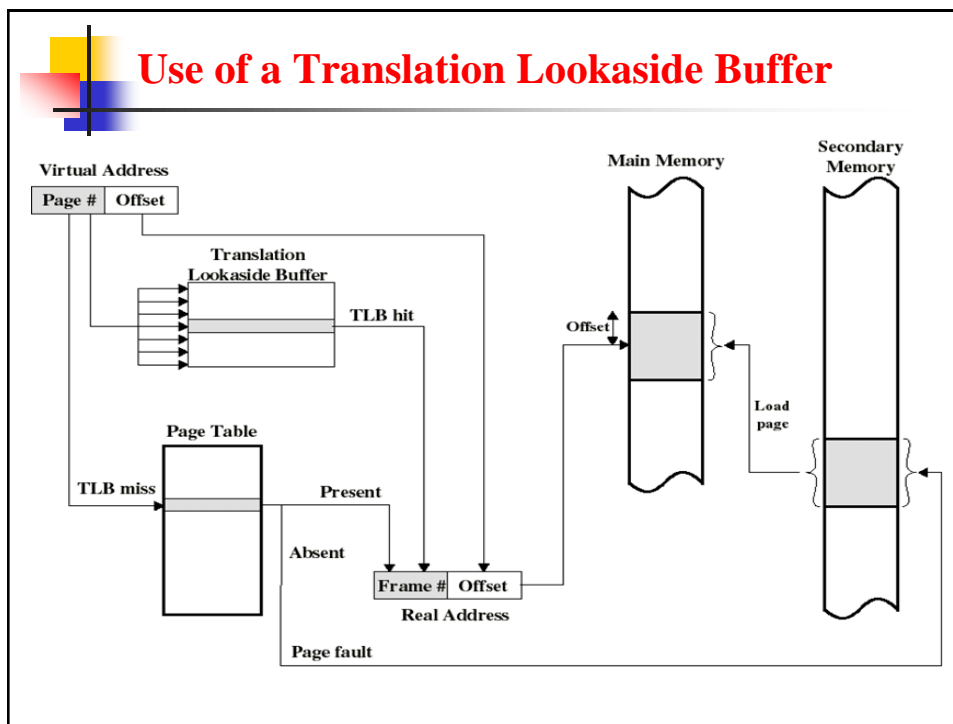 Use of a Translation Lookaside Buffer
Virtual Address
Page #
Offset
Translation
Lookaside Buffer
TLB hit
Main Memory
Secondary
Memory
Offset
Load
page
Page Table
TLB miss
Present
Absent
Frame #
Offset
Real Address
Page fault